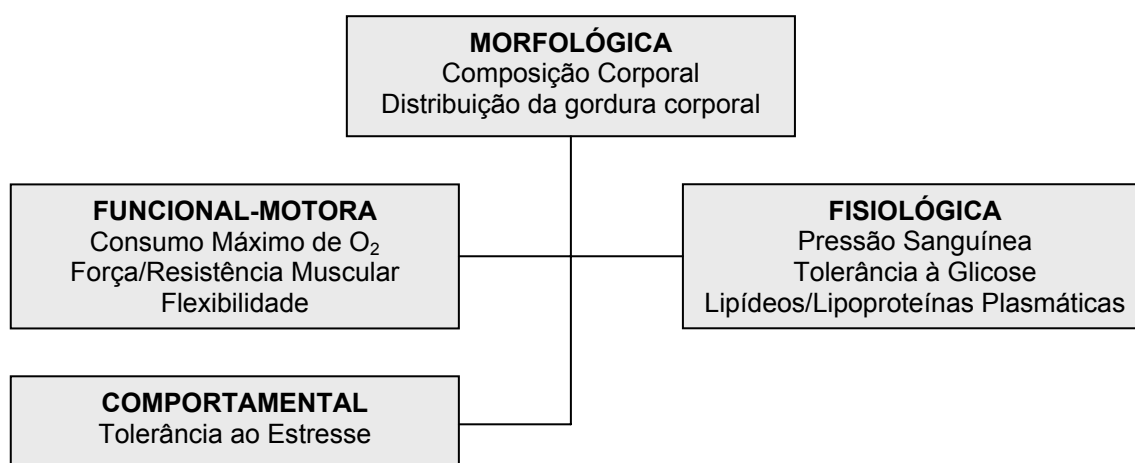 MORFOLÓGICA
Composição Corporal
Distribuição da gordura corporal
FUNCIONAL-MOTORA
Consumo Máximo de O₂
Força/Resistência Muscular
Flexibilidade
FISIOLÓGICA
Pressão Sanguínea
Tolerância à Glicose
Lipídeos/Lipoproteínas Plasmáticas
COMPORTAMENTAL
Tolerância ao Estresse